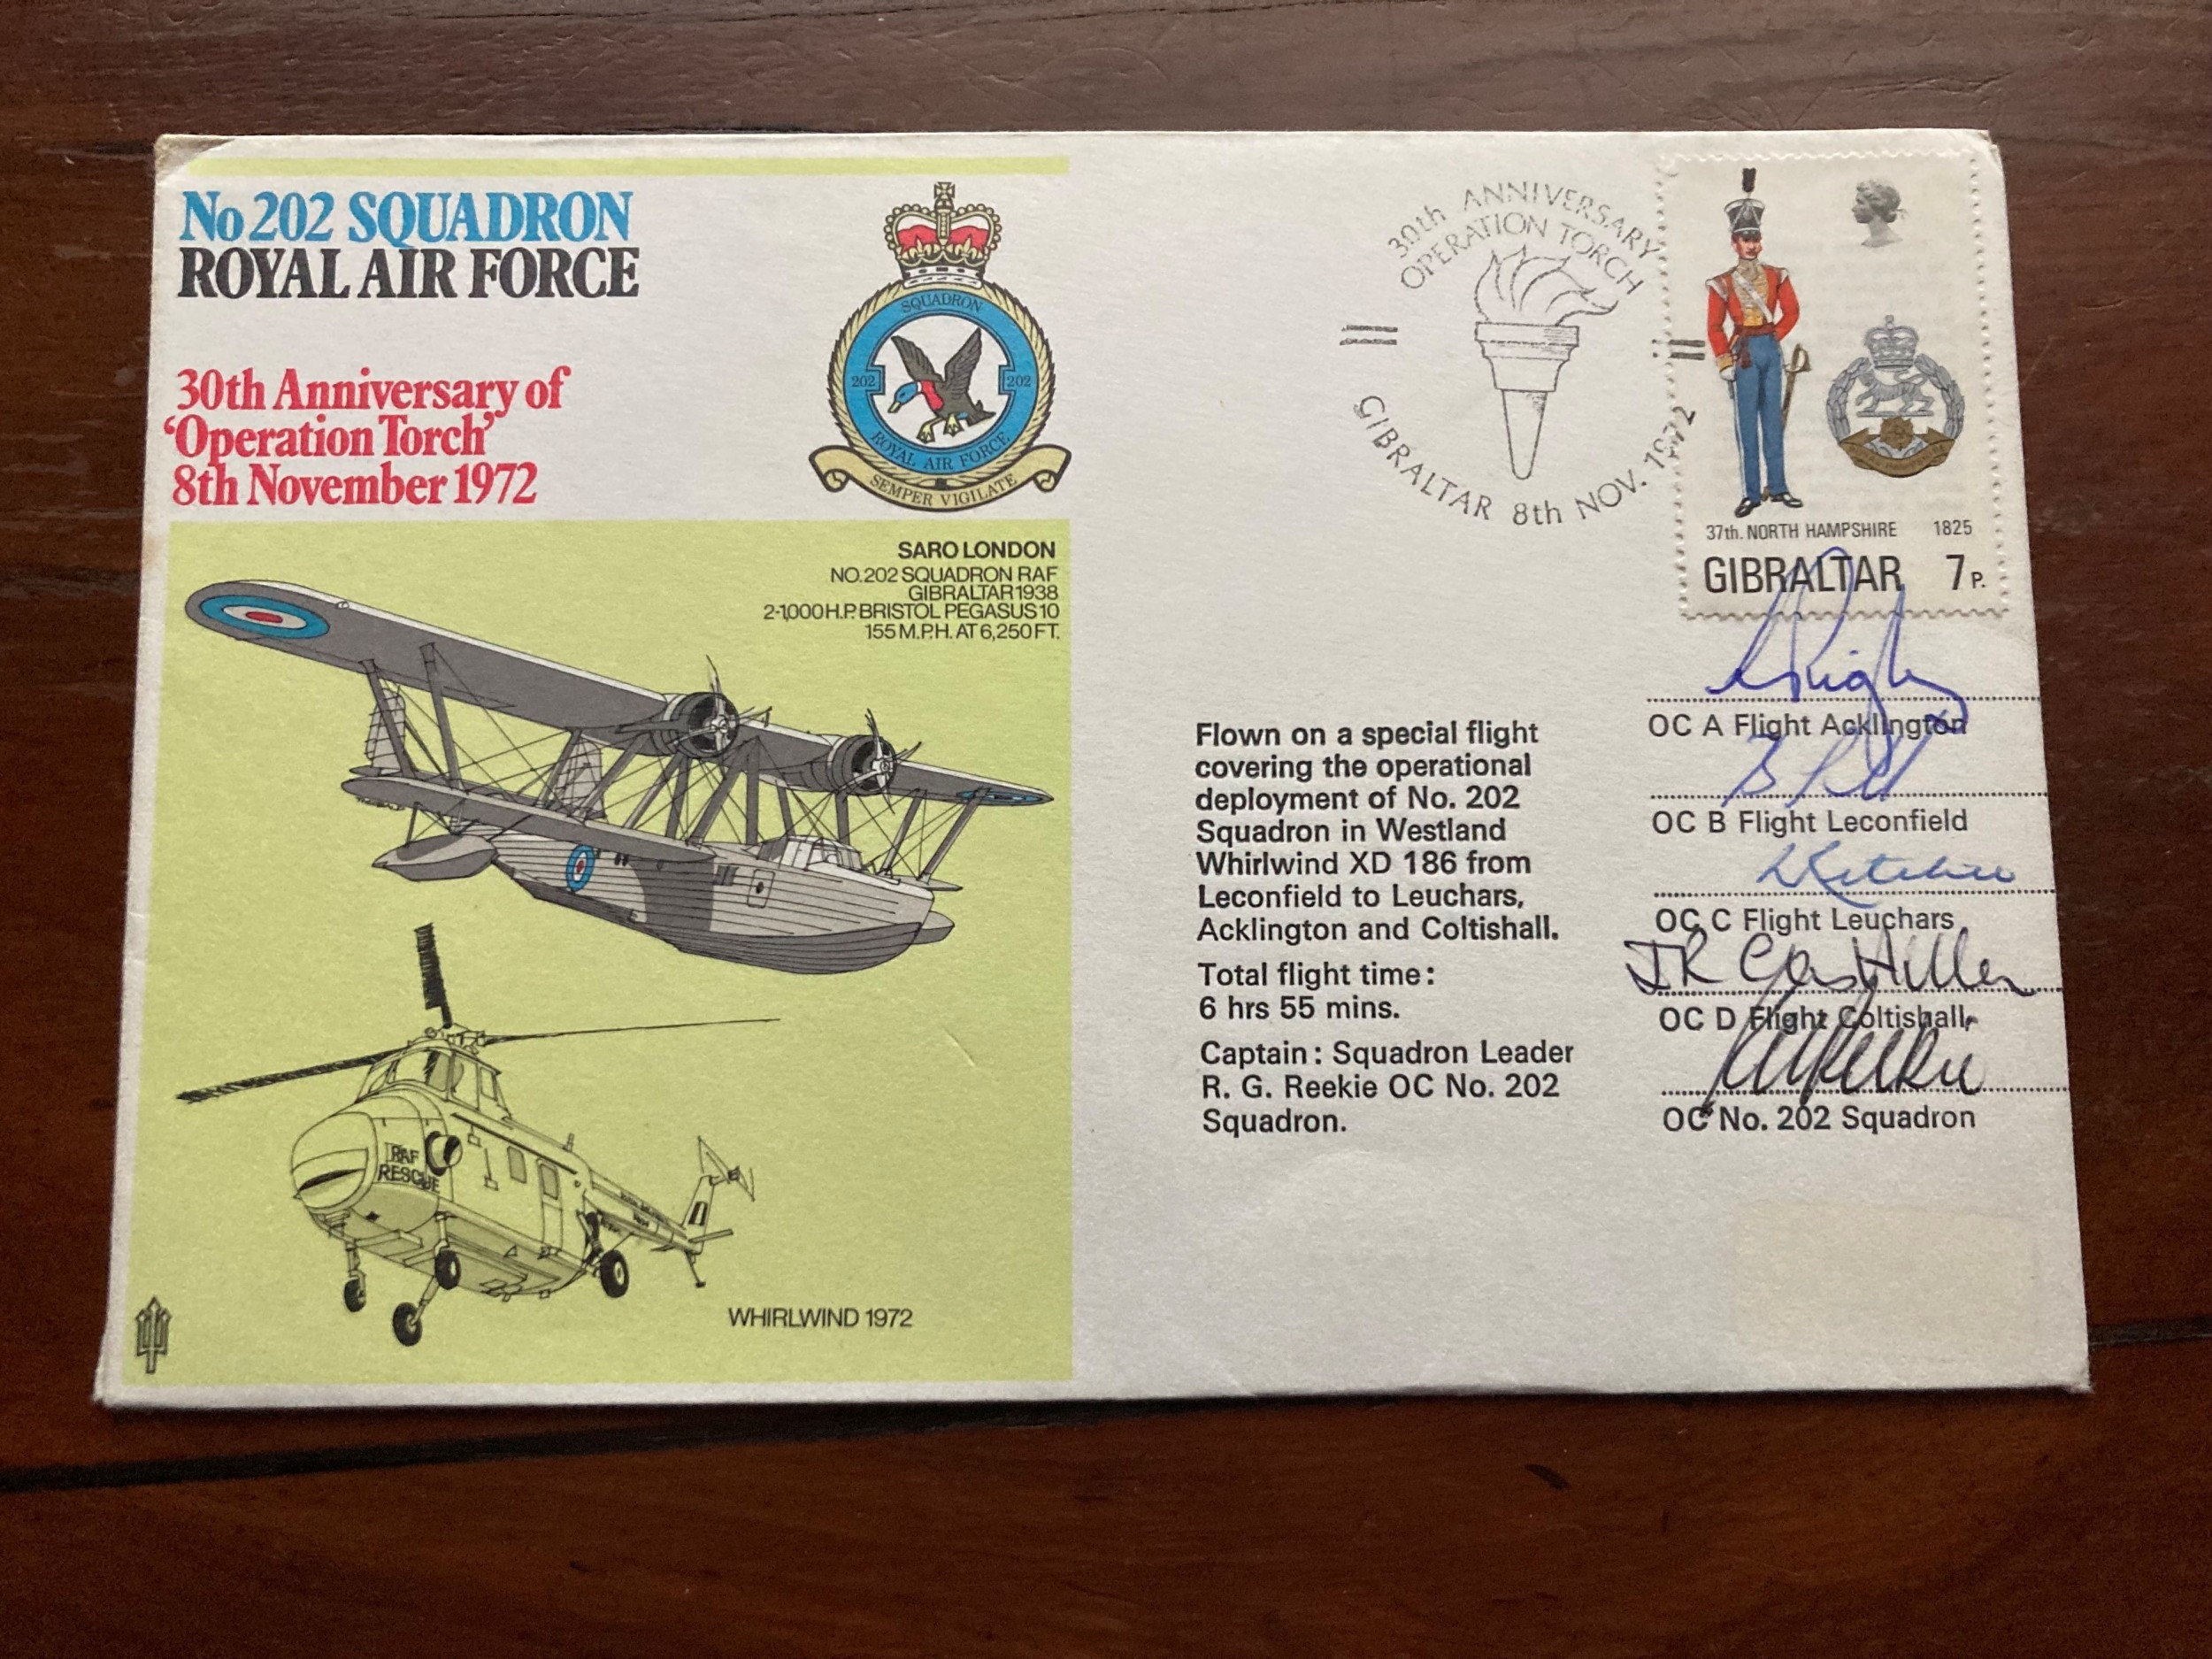 No 202 SQUADRON
ROYAL AIR FORCE
30th Anniversary of
‘Operation Torch’
8th November 1972
SQUADRON
202 202
ROYAL AIR FORCE
SEMPER VIGILATE
SARO LONDON
NO.202 SQUADRON RAF
GIBRALTAR 1938
2-1,000 H.P. BRISTOL PEGASUS 10
155 M.P.H. AT 6,250 FT.
RAF
RESCUE
WHIRLWIND 1972
30th ANNIVERSARY
OPERATION TORCH
GIBRALTAR 8th NOV. 1972
37th. NORTH HAMPSHIRE 1825
GIBRALTAR 7P.
Flown on a special flight
covering the operational
deployment of No. 202
Squadron in Westland
Whirlwind XD 186 from
Leconfield to Leuchars,
Acklington and Coltishall.
Total flight time:
6 hrs 55 mins.
Captain: Squadron Leader
R. G. Reekie OC No. 202
Squadron.
OC A Flight Acklington
OC B Flight Leconfield
OC C Flight Leuchars
OC D Flight Coltishall
OC No. 202 Squadron